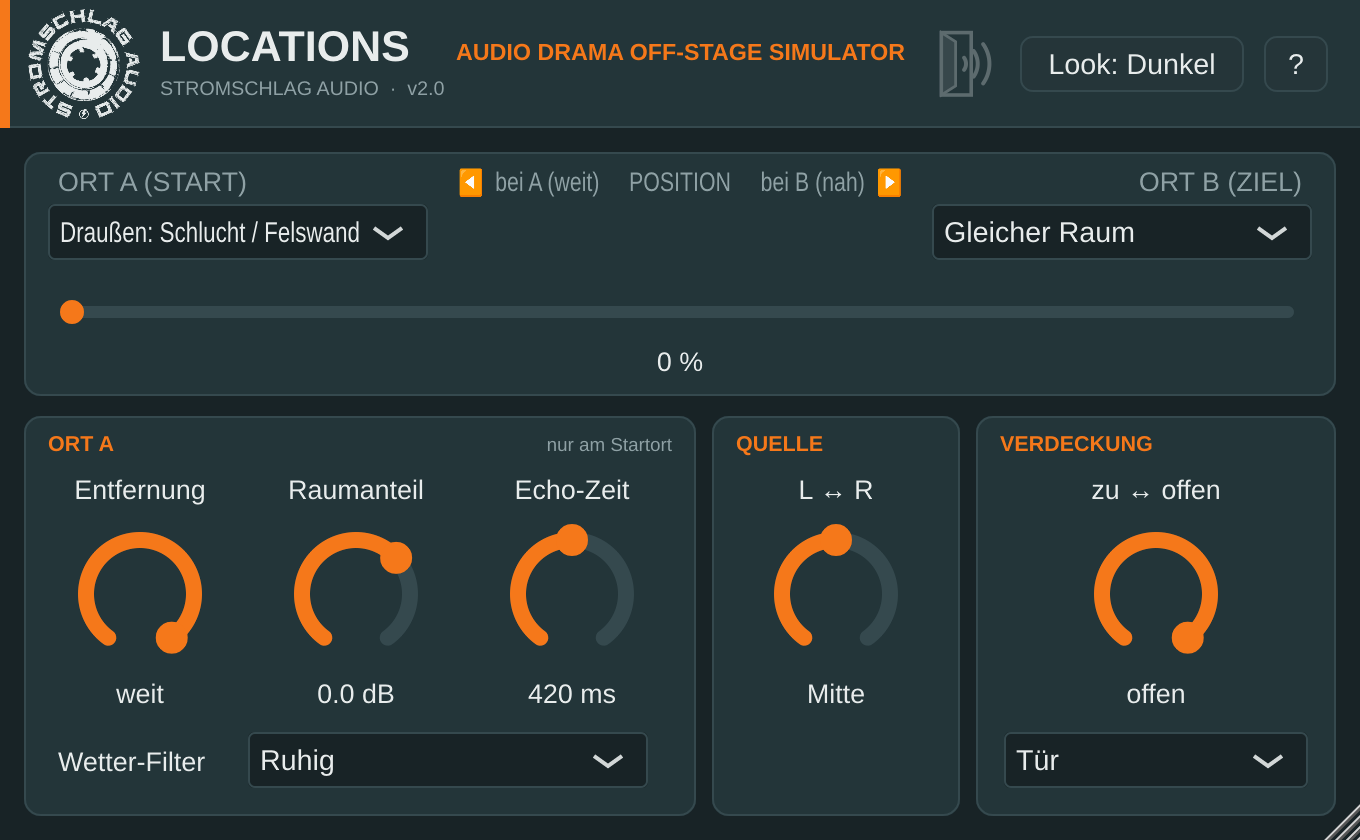 STROMSCHLAG AUDIO
LOCATIONS
AUDIO DRAMA OFF-STAGE SIMULATOR
STROMSCHLAG AUDIO · v2.0
Look: Dunkel
?
ORT A (START)
◀ bei A (weit) POSITION bei B (nah) ▶
ORT B (ZIEL)
Draußen: Schlucht / Felswand
Gleicher Raum
0 %
ORT A
nur am Startort
Entfernung
Raumanteil
Echo-Zeit
weit
0.0 dB
420 ms
Wetter-Filter
Ruhig
QUELLE
L ↔ R
Mitte
VERDECKUNG
zu ↔ offen
offen
Tür